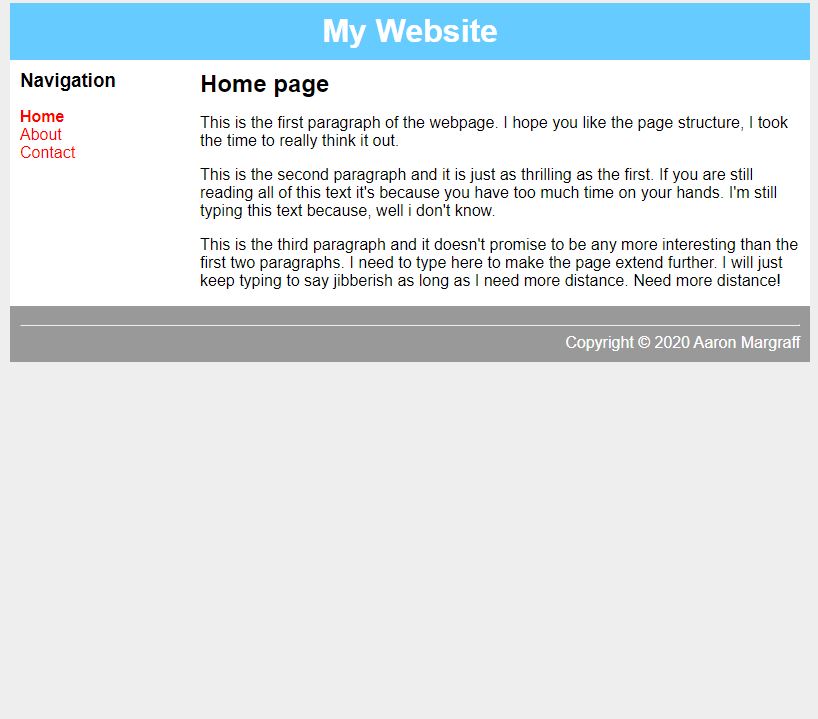 My Website
Navigation
Home
About
Contact
Home page
This is the first paragraph of the webpage. I hope you like the page structure, I took
the time to really think it out.
This is the second paragraph and it is just as thrilling as the first. If you are still
reading all of this text it's because you have too much time on your hands. I'm still
typing this text because, well i don't know.
This is the third paragraph and it doesn't promise to be any more interesting than the
first two paragraphs. I need to type here to make the page extend further. I will just
keep typing to say jibberish as long as I need more distance. Need more distance!
Copyright © 2020 Aaron Margraff